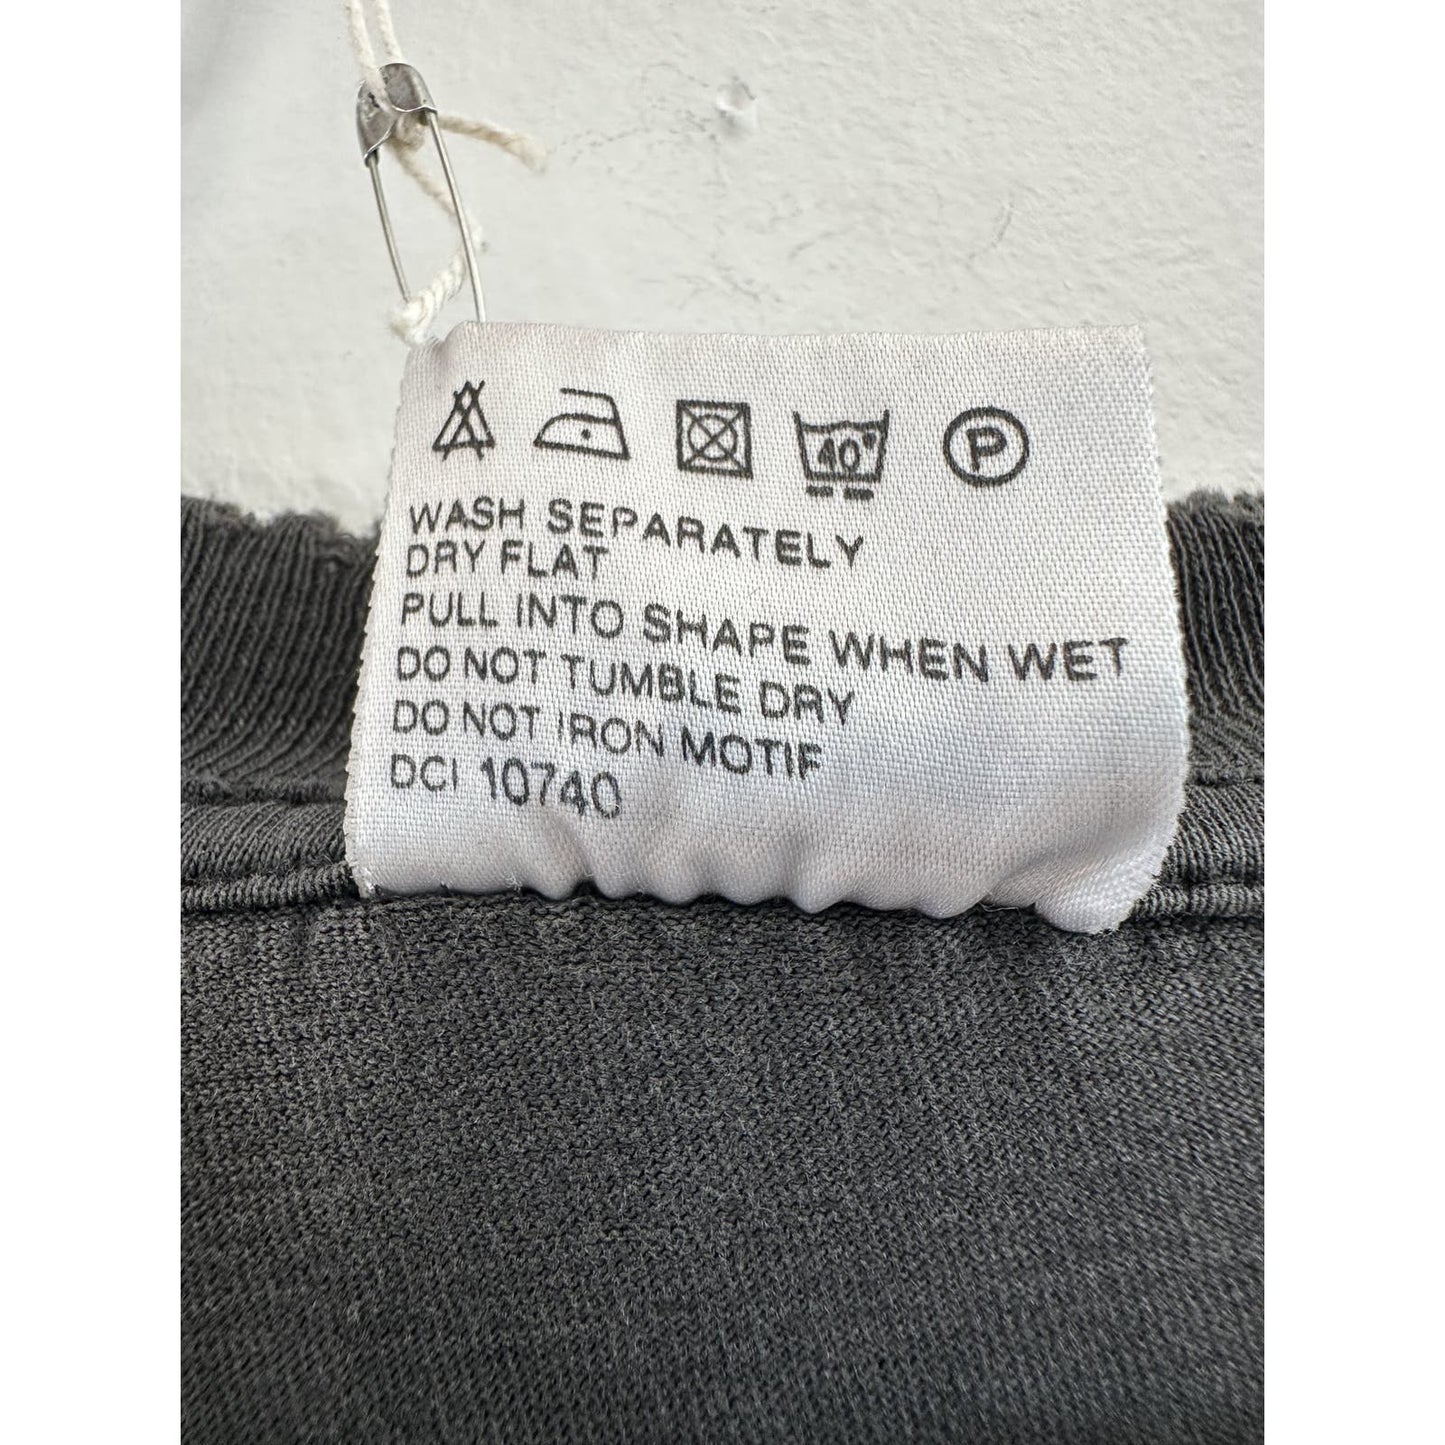 40°
P
WASH SEPARATELY
DRY FLAT
PULL INTO SHAPE WHEN WET
DO NOT TUMBLE DRY
DO NOT IRON MOTIF
DCI 10740